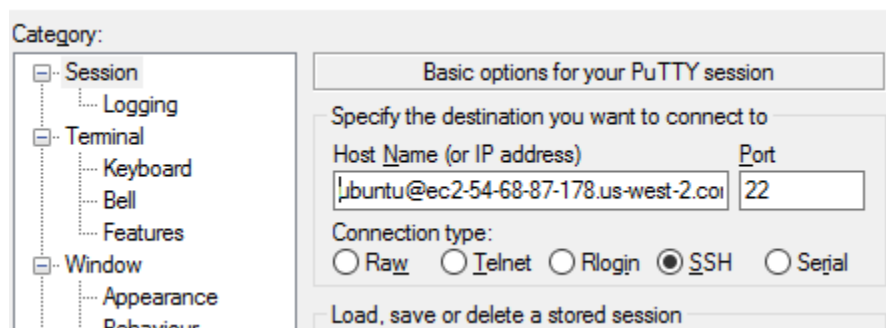 Category:
Session
Logging
Terminal
Keyboard
Bell
Features
Window
Appearance
Behaviour
Basic options for your PuTTY session
Specify the destination you want to connect to
Host Name (or IP address) Port
ubuntu@ec2-54-68-87-178.us-west-2.co 22
Connection type:
Raw Telnet Rlogin SSH Serial
Load, save or delete a stored session